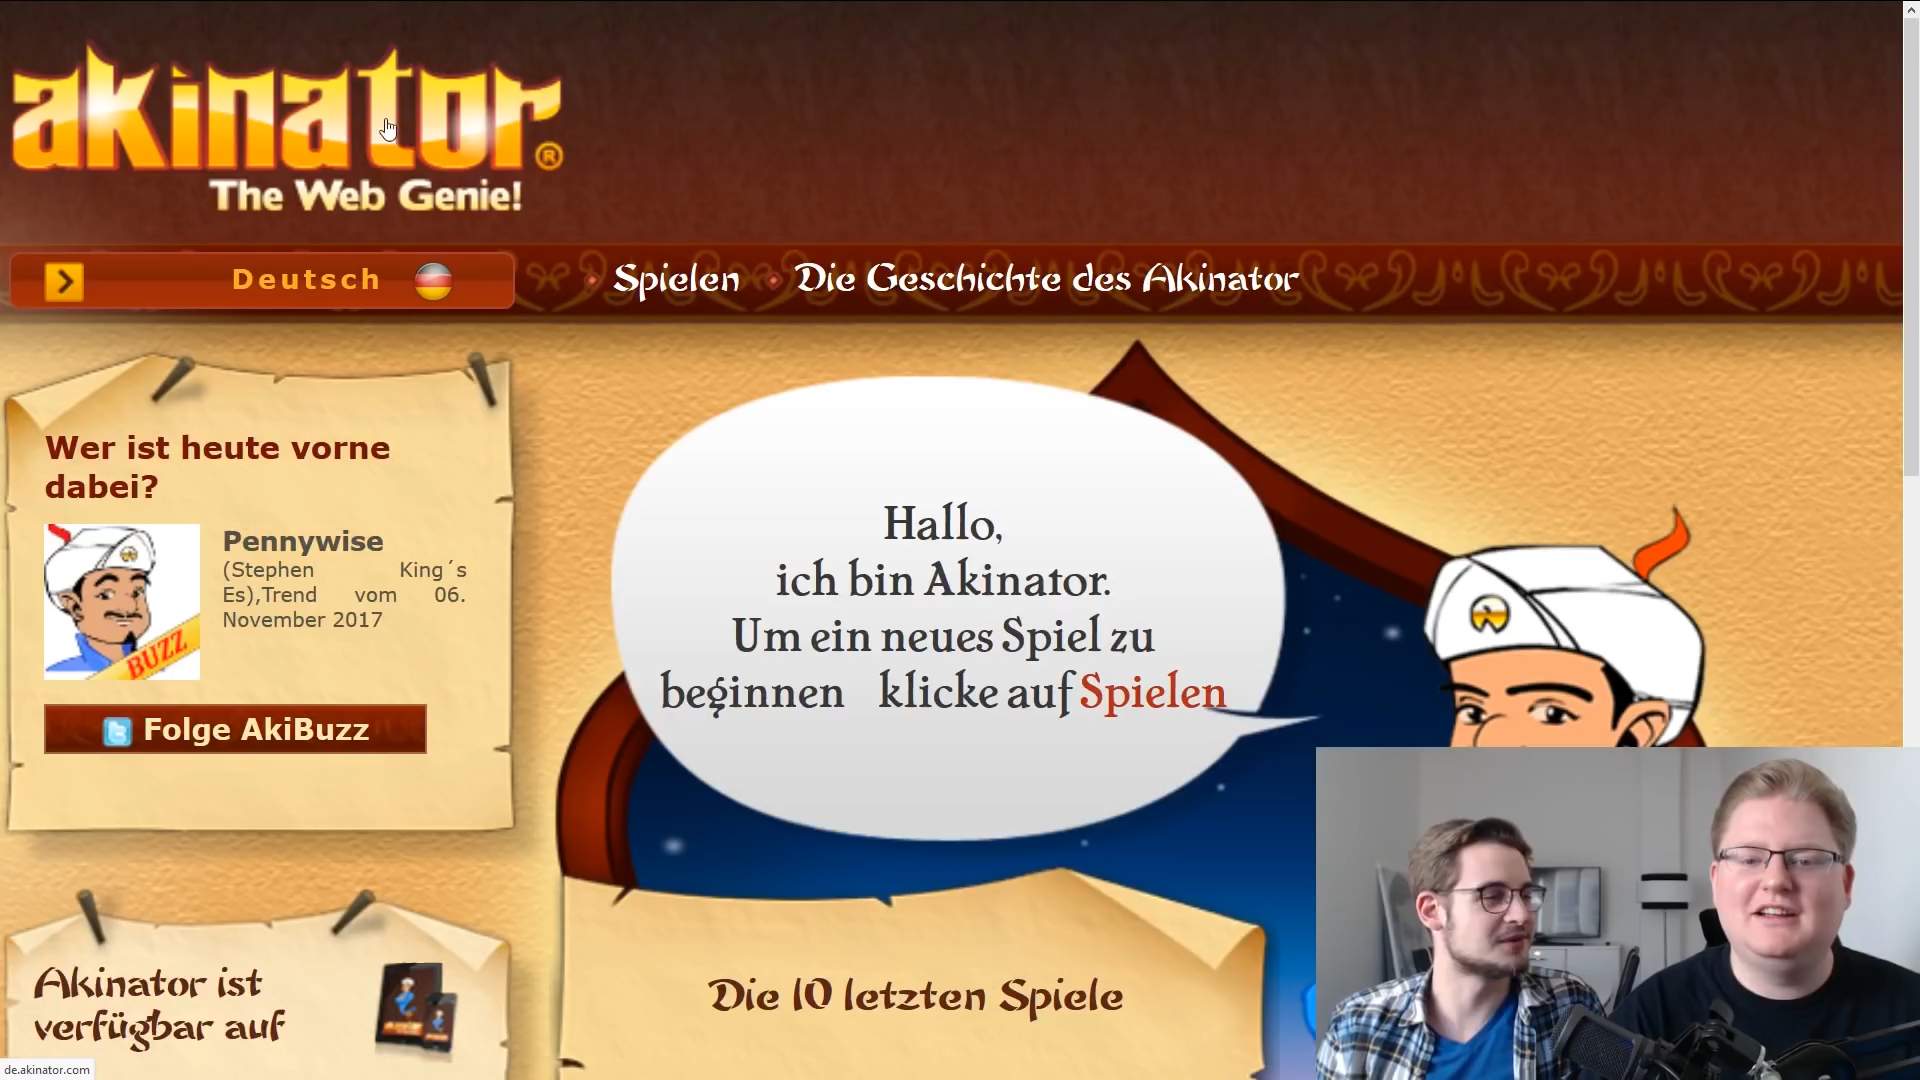 akinator®
The Web Genie!
Deutsch
Spielen
Die Geschichte des Akinator
Wer ist heute vorne
dabei?
Pennywise
(Stephen King´s
Es),Trend vom 06.
November 2017
BUZZ
Folge AkiBuzz
Hallo,
ich bin Akinator.
Um ein neues Spiel zu
beginnen klicke auf Spielen
Akinator ist
verfügbar auf
Die 10 letzten Spiele
de.akinator.com